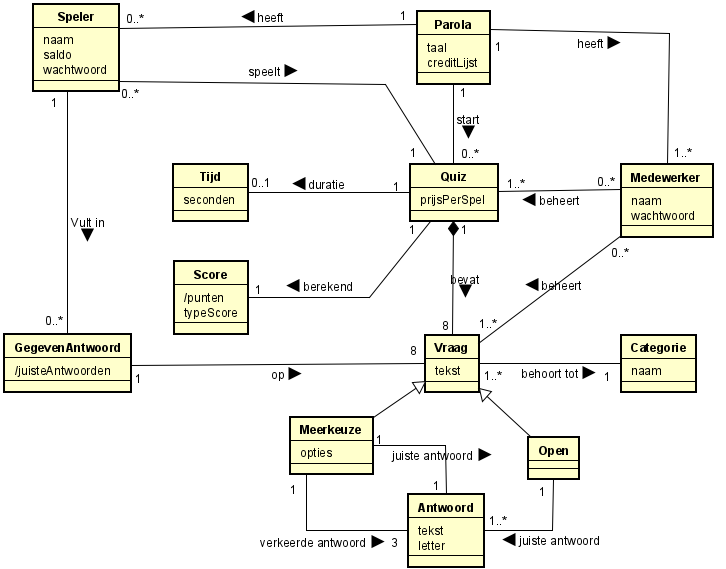 Speler
naam
saldo
wachtwoord
0..*
heeft
1
Parola
taal
creditLijst
1
heeft
1..*
speelt
0..*
1
1
start
0..*
1
Vult in
0..*
Tijd
seconden
0..1
duratie
1
Quiz
prijsPerSpel
1..*
beheert
0..*
Medewerker
naam
wachtwoord
Score
/punten
typeScore
1
berekend
1
1
bevat
8
0..*
beheert
1..*
GegevenAntwoord
/juisteAntwoorden
1
op
8
Vraag
tekst
1..*
behoort tot
1
Categorie
naam
Meerkeuze
opties
1
juiste antwoord
1
Open
1
verkeerde antwoord
3
Antwoord
tekst
letter
1..*
juiste antwoord
1